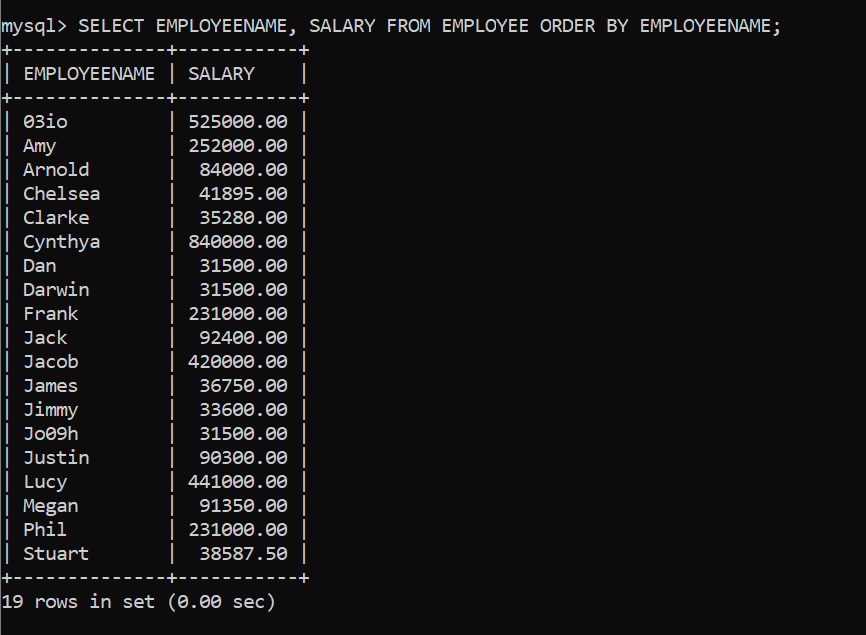 mysql> SELECT EMPLOYEENAME, SALARY FROM EMPLOYEE ORDER BY EMPLOYEENAME;
+--------------+-----------+
| EMPLOYEENAME | SALARY    |
+--------------+-----------+
| 03io         | 525000.00 |
| Amy          | 252000.00 |
| Arnold       |  84000.00 |
| Chelsea      |  41895.00 |
| Clarke       |  35280.00 |
| Cynthya      | 840000.00 |
| Dan          |  31500.00 |
| Darwin       |  31500.00 |
| Frank        | 231000.00 |
| Jack         |  92400.00 |
| Jacob        | 420000.00 |
| James        |  36750.00 |
| Jimmy        |  33600.00 |
| Jo09h        |  31500.00 |
| Justin       |  90300.00 |
| Lucy         | 441000.00 |
| Megan        |  91350.00 |
| Phil         | 231000.00 |
| Stuart       |  38587.50 |
+--------------+-----------+
19 rows in set (0.00 sec)